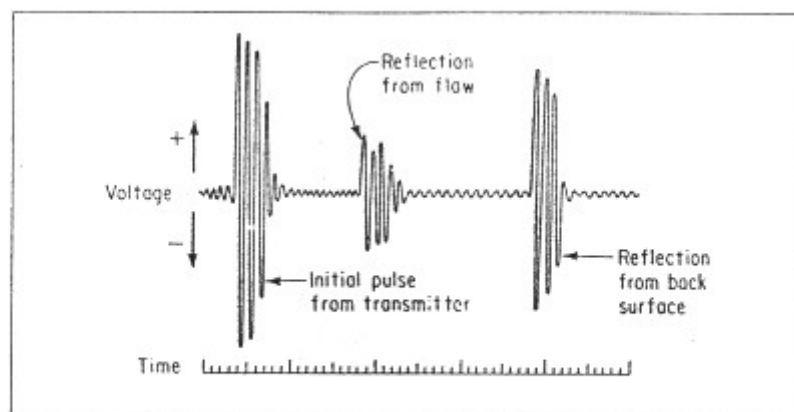 Reflection
from flaw
+
Voltage
−
Initial pulse
from transmitter
Reflection
from back
surface
Time